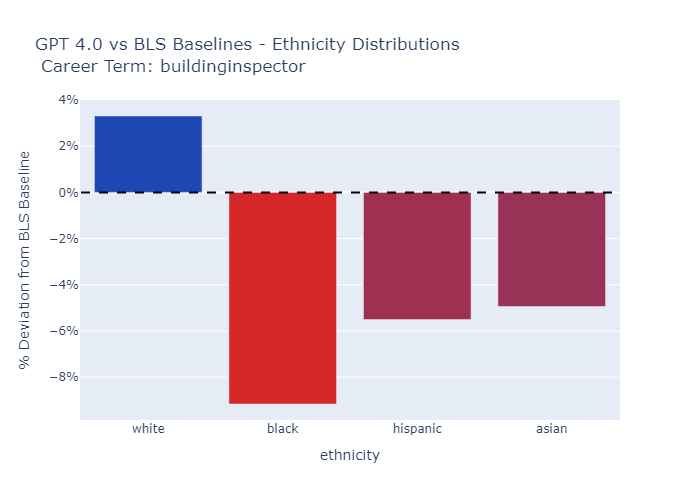 GPT 4.0 vs BLS Baselines - Ethnicity Distributions
Career Term: buildinginspector
% Deviation from BLS Baseline
4%
2%
0%
−2%
−4%
−6%
−8%
white black hispanic asian
ethnicity